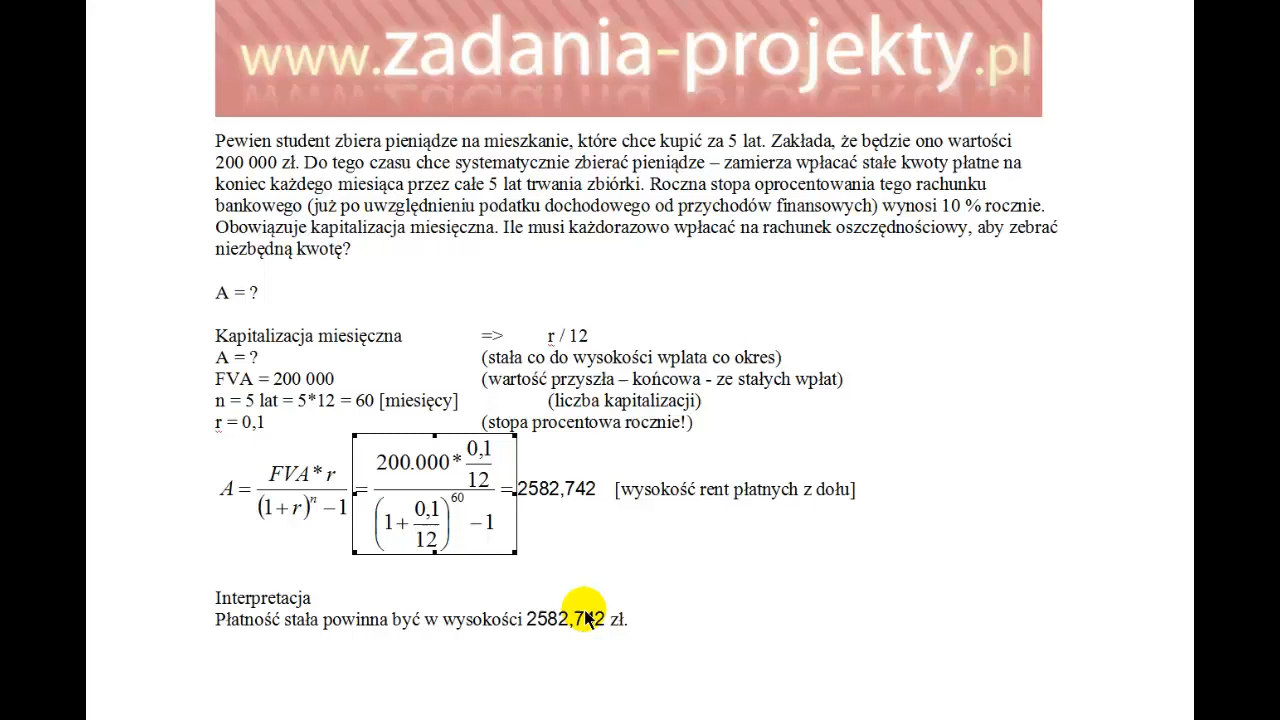 www.zadania-projekty.pl
Pewien student zbiera pieniądze na mieszkanie, które chce kupić za 5 lat. Zakłada, że będzie ono wartości
200 000 zł. Do tego czasu chce systematycznie zbierać pieniądze – zamierza wpłacać stałe kwoty płatne na
koniec każdego miesiąca przez całe 5 lat trwania zbiórki. Roczna stopa oprocentowania tego rachunku
bankowego (już po uwzględnieniu podatku dochodowego od przychodów finansowych) wynosi 10 % rocznie.
Obowiązuje kapitalizacja miesięczna. Ile musi każdorazowo wpłacać na rachunek oszczędnościowy, aby zebrać
niezbędną kwotę?
A = ?
Kapitalizacja miesięczna => r / 12
A = ? (stała co do wysokości wplata co okres)
FVA = 200 000 (wartość przyszła – końcowa - ze stałych wpłat)
n = 5 lat = 5*12 = 60 [miesięcy] (liczba kapitalizacji)
r = 0,1 (stopa procentowa rocznie!)
A = FVA * r / (1 + r)^n − 1 = 200.000 * 0,1/12 / (1 + 0,1/12)^60 − 1 = 2582,742 [wysokość rent płatnych z dołu]
Interpretacja
Płatność stała powinna być w wysokości 2582,742 zł.